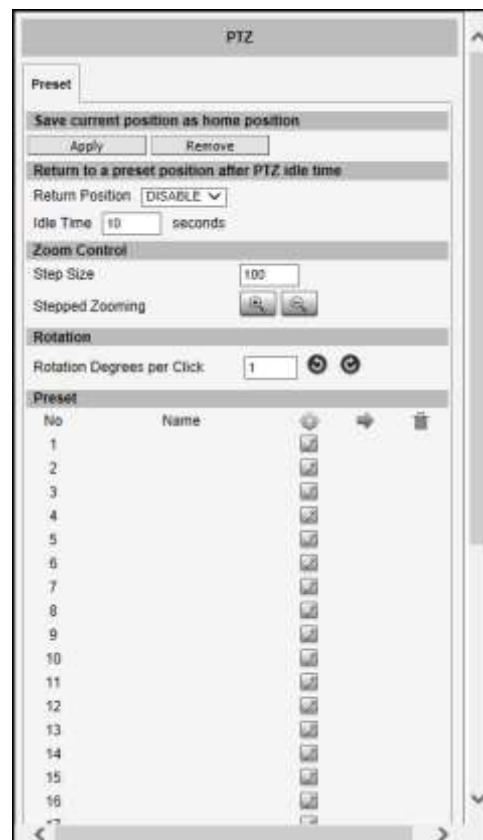 PTZ
Preset
Save current position as home position
Apply Remove
Return to a preset position after PTZ idle time
Return Position DISABLE
Idle Time 10 seconds
Zoom Control
Step Size 100
Stepped Zooming
Rotation
Rotation Degrees per Click 1
Preset
No Name
1
2
3
4
5
6
7
8
9
10
11
12
13
14
15
16
17